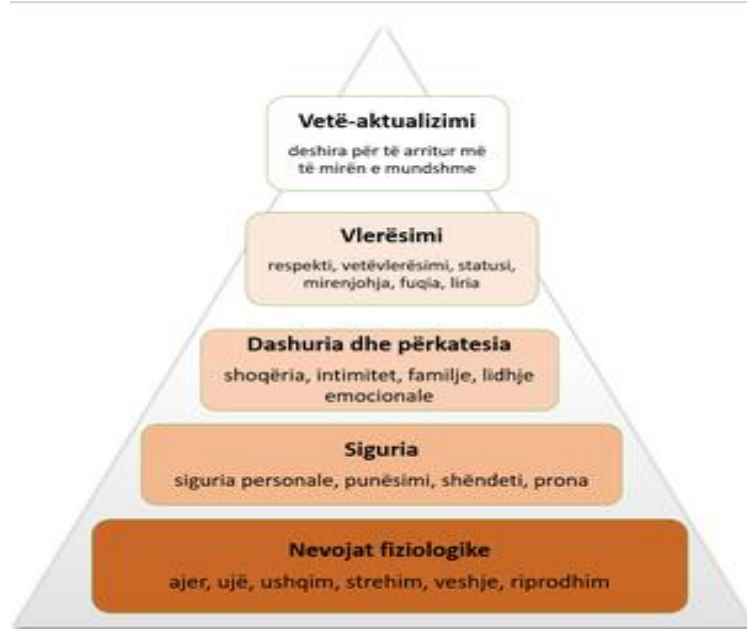 Vetë-aktualizimi
deshira për të arritur më
të mirën e mundshme
Vlerësimi
respekti, vetëvlerësimi, statusi,
mirenjohja, fuqia, liria
Dashuria dhe përkatesia
shoqëria, intimitet, familje, lidhje
emocionale
Siguria
siguria personale, punësimi, shëndeti, prona
Nevojat fiziologike
ajer, ujë, ushqim, strehim, veshje, riprodhim